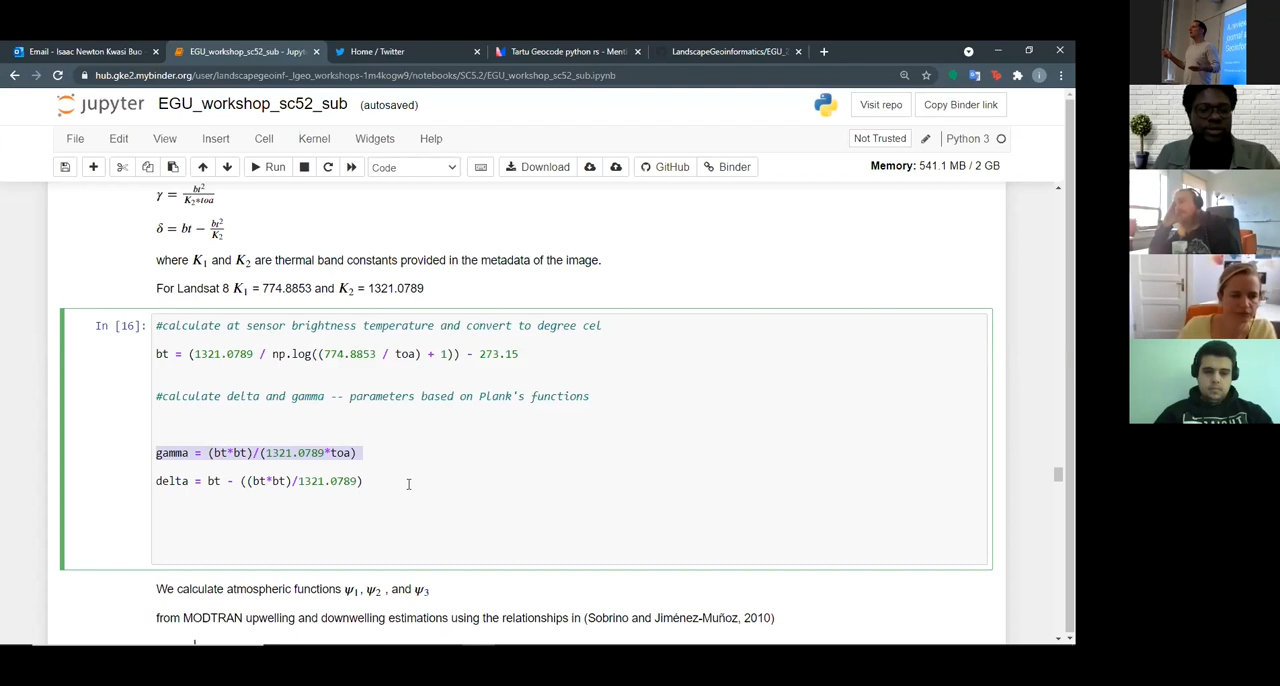 Email - Isaac Newton Kwasi Buo - EGU_workshop_sc52_sub - Jupyt Home / Twitter Tartu Geocode python rs - Menti LandscapeGeoinformatics/EGU_2
hub.gke2.mybinder.org/user/landscapegeoinf-_lgeo_workshops-1m4kogw9/notebooks/SC5.2/EGU_workshop_sc52_sub.ipynb
jupyter EGU_workshop_sc52_sub (autosaved) Visit repo Copy Binder link
File Edit View Insert Cell Kernel Widgets Help Not Trusted Python 3
Run Code Download GitHub Binder Memory: 541.1 MB / 2 GB
γ = bt² / K₂*toa
δ = bt − bt² / K₂
where K₁ and K₂ are thermal band constants provided in the metadata of the image.
For Landsat 8 K₁ = 774.8853 and K₂ = 1321.0789
In [16]: #calculate at sensor brightness temperature and convert to degree cel
bt = (1321.0789 / np.log((774.8853 / toa) + 1)) - 273.15
#calculate delta and gamma -- parameters based on Plank's functions
gamma = (bt*bt)/(1321.0789*toa)
delta = bt - ((bt*bt)/1321.0789)
We calculate atmospheric functions ψ₁, ψ₂ , and ψ₃
from MODTRAN upwelling and downwelling estimations using the relationships in (Sobrino and Jiménez-Muñoz, 2010)